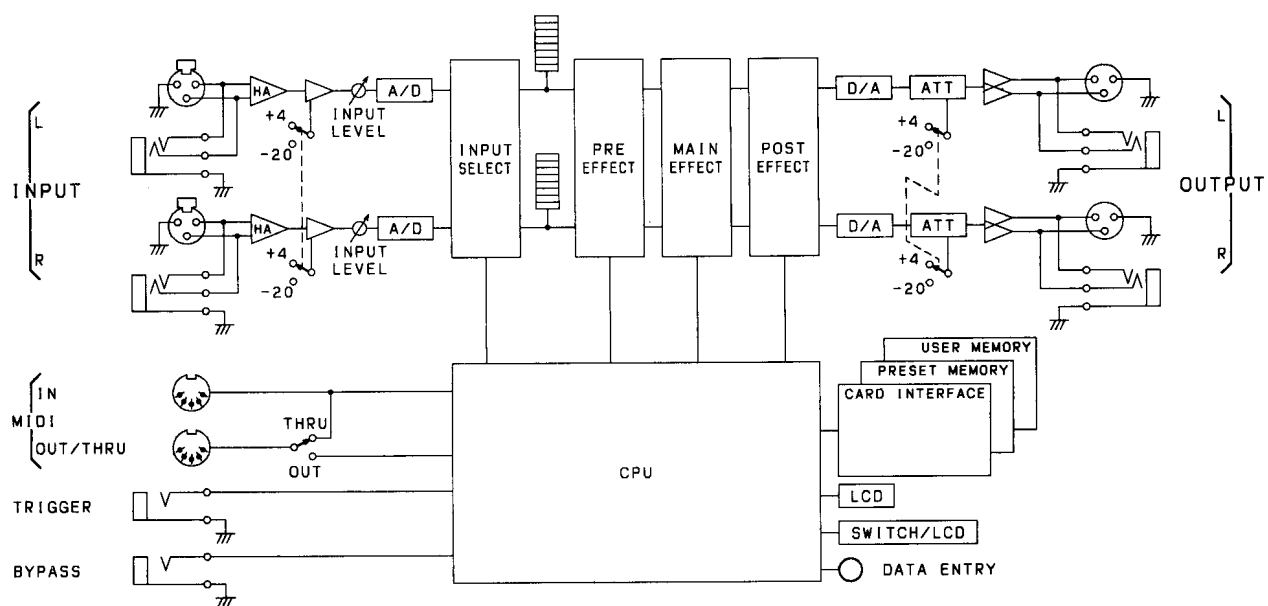 INPUT
L
R
HA
+4
-20
INPUT
LEVEL
A/D
HA
+4
-20
INPUT
LEVEL
A/D
INPUT
SELECT
PRE
EFFECT
MAIN
EFFECT
POST
EFFECT
D/A
ATT
+4
-20
D/A
ATT
+4
-20
L
OUTPUT
R
MIDI
IN
OUT/THRU
THRU
OUT
TRIGGER
BYPASS
CPU
USER MEMORY
PRESET MEMORY
CARD INTERFACE
LCD
SWITCH/LCD
DATA ENTRY